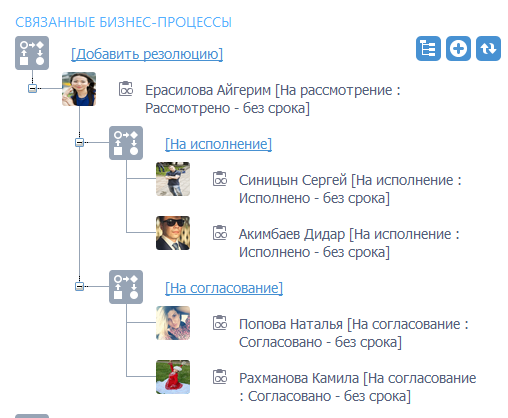 СВЯЗАННЫЕ БИЗНЕС-ПРОЦЕССЫ
[Добавить резолюцию]
Ерасилова Айгерим [На рассмотрение :
Рассмотрено - без срока]
[На исполнение]
Синицын Сергей [На исполнение :
Исполнено - без срока]
Акимбаев Дидар [На исполнение :
Исполнено - без срока]
[На согласование]
Попова Наталья [На согласование :
Согласовано - без срока]
Рахманова Камила [На согласование
: Согласовано - без срока]